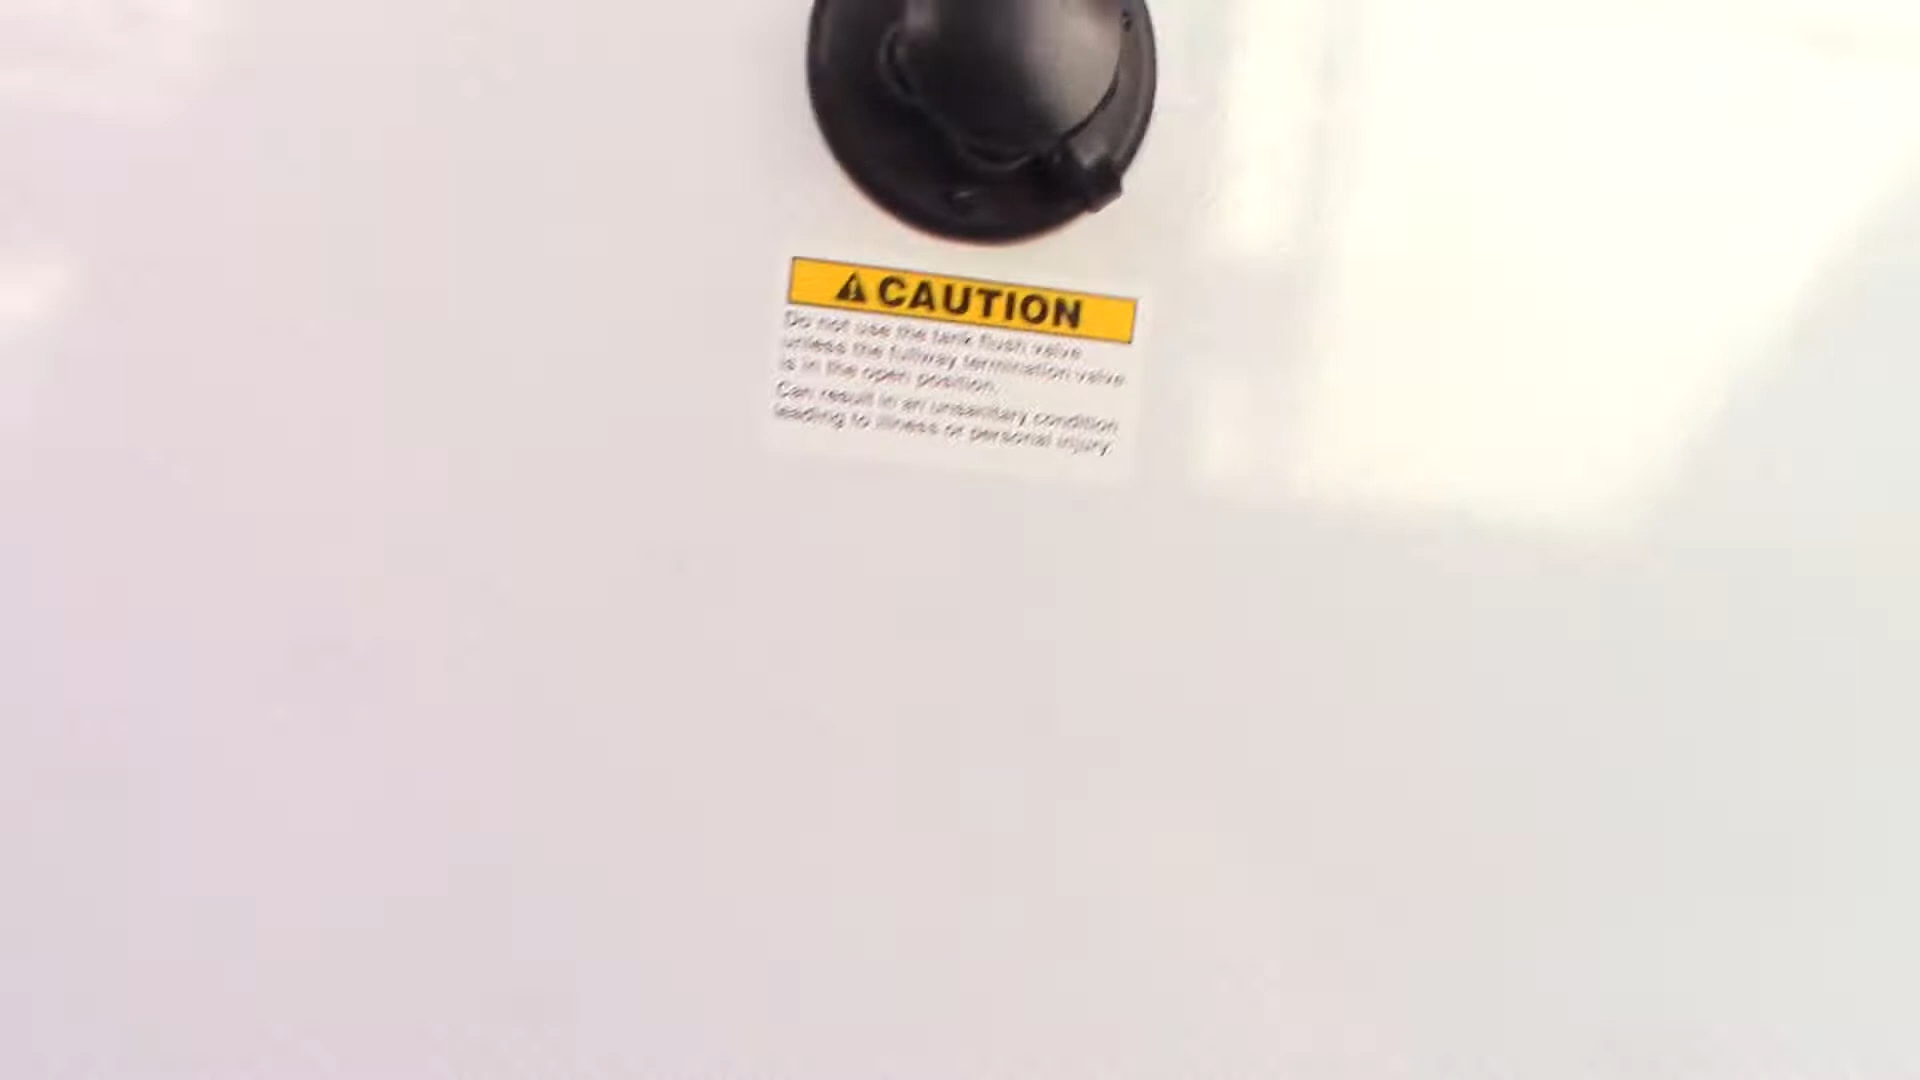 CAUTION
Do not use the tank flush valve
unless the fullway termination valve
is in the open position.
Can result in an unsanitary condition
leading to illness or personal injury.